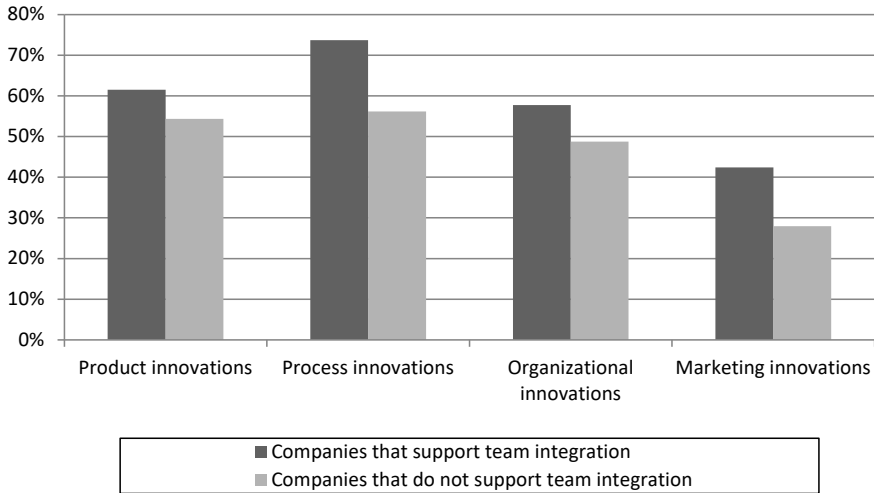 80%
70%
60%
50%
40%
30%
20%
10%
0%
Product innovations
Process innovations
Organizational
innovations
Marketing innovations
Companies that support team integration
Companies that do not support team integration